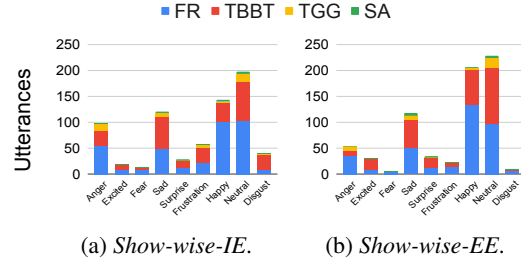 FR TBBT TGG SA
Utterances
250
200
150
100
50
0
Anger Excited Fear Sad Surprise Frustration Happy Neutral Disgust
250
200
150
100
50
0
Anger Excited Fear Sad Surprise Frustration Happy Neutral Disgust
(a) Show-wise-IE. (b) Show-wise-EE.